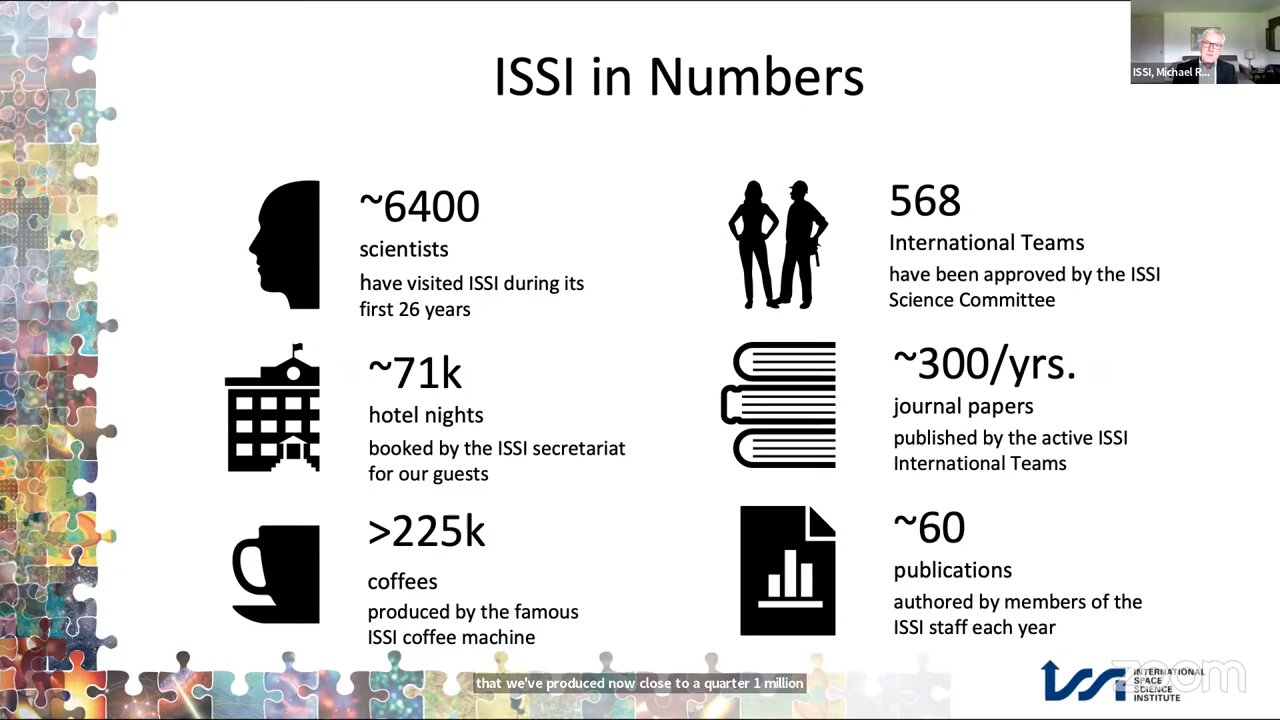 ISSI in Numbers
ISSI, Michael R...
~6400
scientists
have visited ISSI during its
first 26 years
568
International Teams
have been approved by the ISSI
Science Committee
~71k
hotel nights
booked by the ISSI secretariat
for our guests
~300/yrs.
journal papers
published by the active ISSI
International Teams
>225k
coffees
produced by the famous
ISSI coffee machine
~60
publications
authored by members of the
ISSI staff each year
that we've produced now close to a quarter 1 million
ISSI
INTERNATIONAL
SPACE
SCIENCE
INSTITUTE
zoom